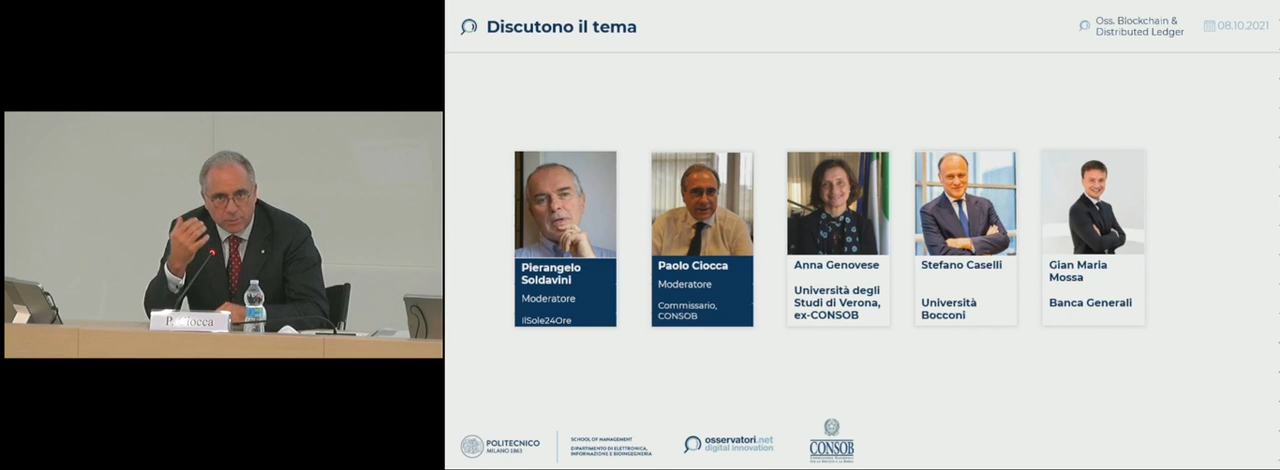 Discutono il tema
Oss. Blockchain &
Distributed Ledger
08.10.2021
P. Ciocca
Pierangelo
Soldavini
Moderatore
IlSole24Ore
Paolo Ciocca
Moderatore
Commissario,
CONSOB
Anna Genovese
Università degli
Studi di Verona,
ex-CONSOB
Stefano Caselli
Università
Bocconi
Gian Maria
Mossa
Banca Generali
POLITECNICO
MILANO 1863
SCHOOL OF MANAGEMENT
DIPARTIMENTO DI ELETTRONICA,
INFORMAZIONE E BIOINGEGNERIA
osservatori.net
digital innovation
CONSOB